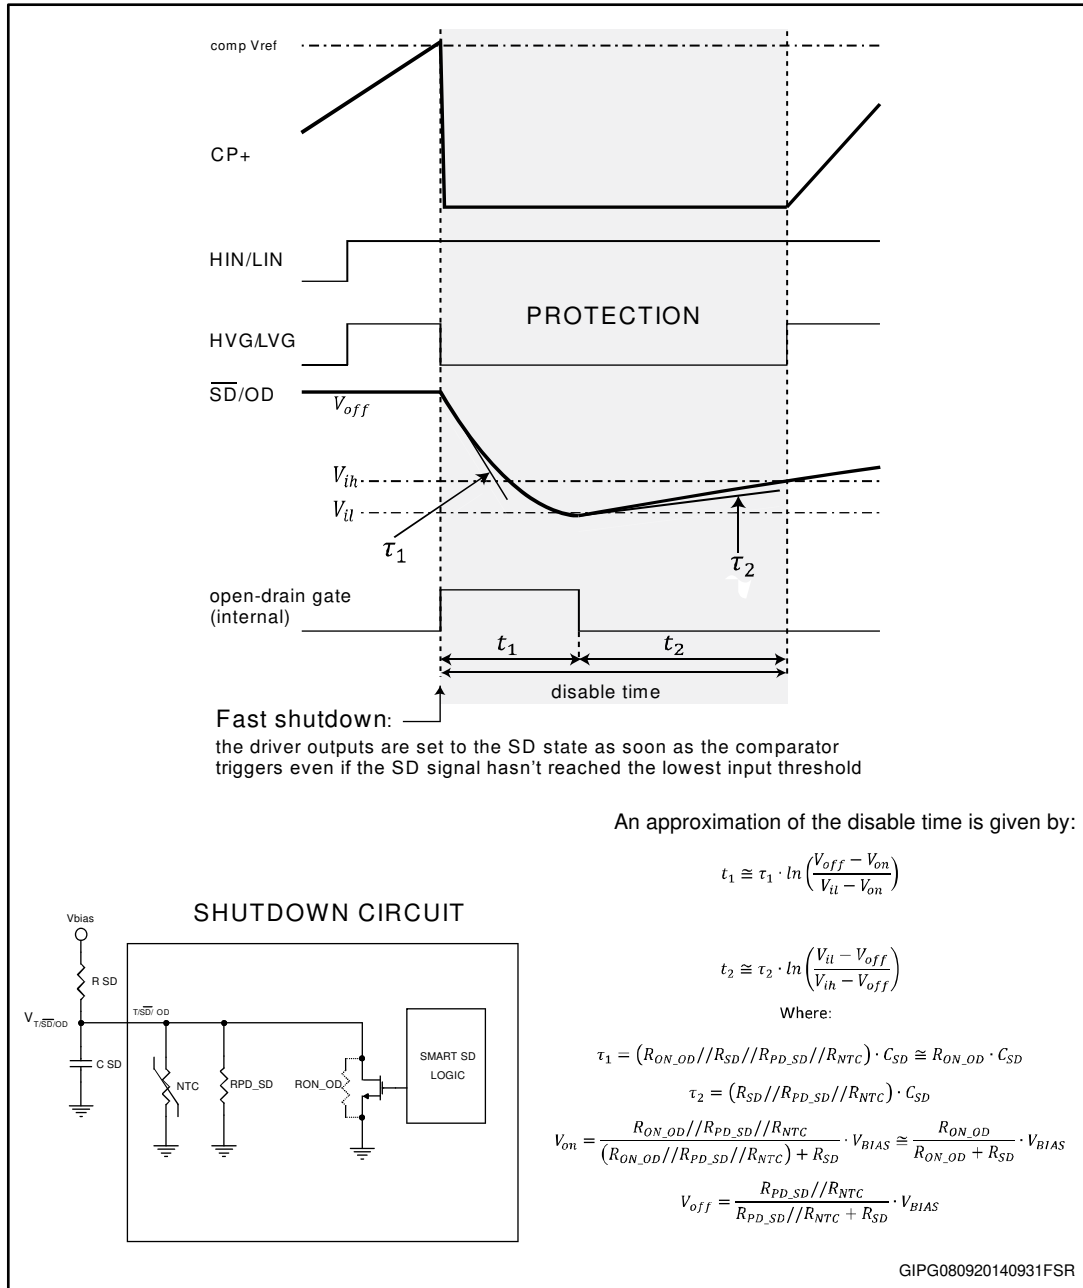 comp Vref
CP+
HIN/LIN
PROTECTION
HVG/LVG
SD/OD
V_off
V_ih
V_il
τ_1
τ_2
open-drain gate
(internal)
t_1
t_2
disable time
Fast shutdown:
the driver outputs are set to the SD state as soon as the comparator
triggers even if the SD signal hasn't reached the lowest input threshold
An approximation of the disable time is given by:
t_1 ≅ τ_1 · ln((V_off − V_on)/(V_il − V_on))
t_2 ≅ τ_2 · ln((V_il − V_off)/(V_ih − V_off))
Where:
τ_1 = (R_ON_OD//R_SD//R_PD_SD//R_NTC) · C_SD ≅ R_ON_OD · C_SD
τ_2 = (R_SD//R_PD_SD//R_NTC) · C_SD
V_on = (R_ON_OD//R_PD_SD//R_NTC)/((R_ON_OD//R_PD_SD//R_NTC) + R_SD) · V_BIAS ≅ R_ON_OD/(R_ON_OD + R_SD) · V_BIAS
V_off = (R_PD_SD//R_NTC)/(R_PD_SD//R_NTC + R_SD) · V_BIAS
SHUTDOWN CIRCUIT
Vbias
R SD
V_T/SD/OD
T/SD/ OD
C SD
NTC
RPD_SD
RON_OD
SMART SD
LOGIC
GIPG080920140931FSR